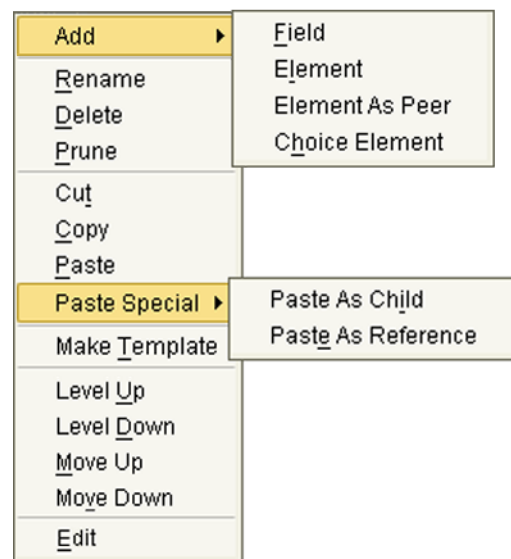 Add
Rename
Delete
Prune
Cut
Copy
Paste
Paste Special
Make Template
Level Up
Level Down
Move Up
Move Down
Edit
Field
Element
Element As Peer
Choice Element
Paste As Child
Paste As Reference